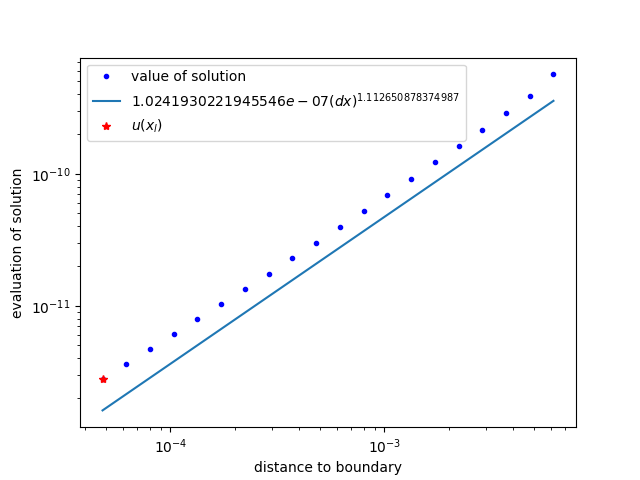 value of solution
1.0241930221945546e − 07(dx)^1.112650878374987
u(x_l)
evaluation of solution
10^−10
10^−11
10^−4
10^−3
distance to boundary